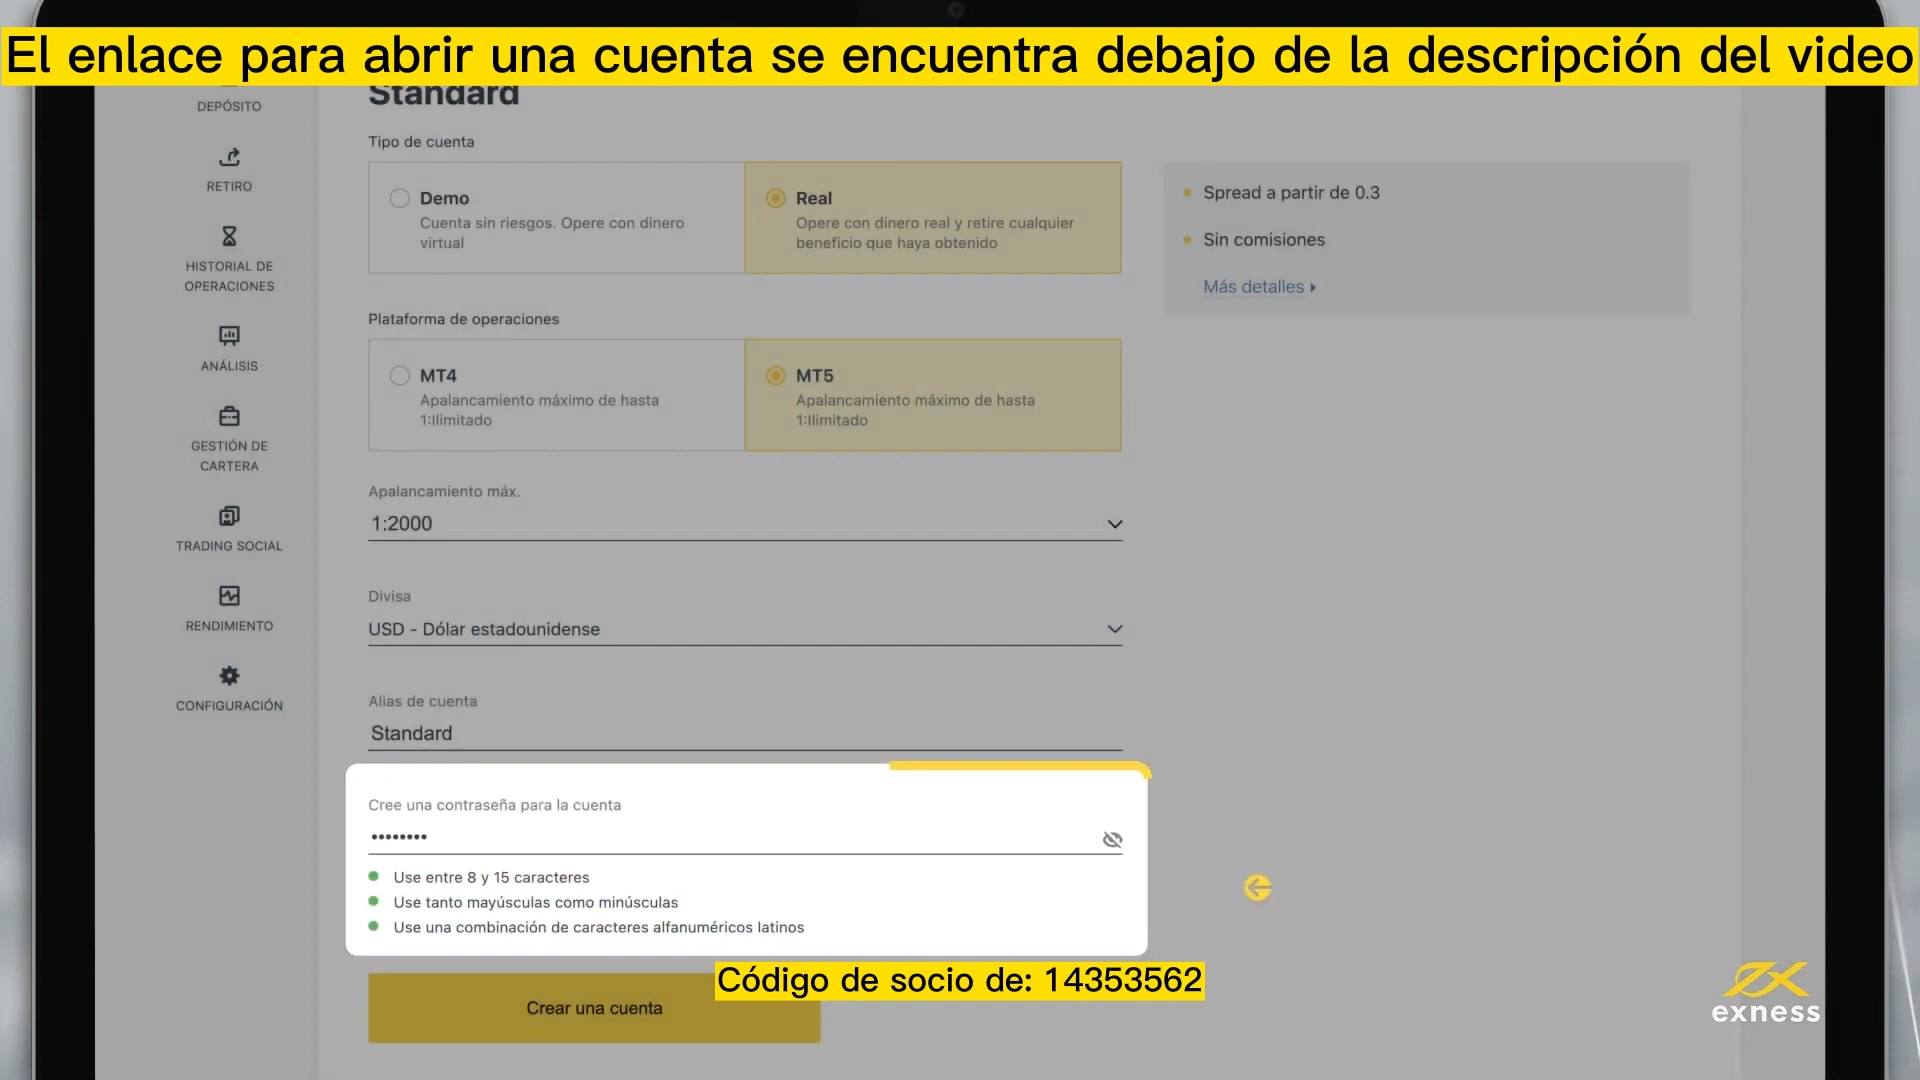 El enlace para abrir una cuenta se encuentra debajo de la descripción del video
Standard
DEPÓSITO
RETIRO
HISTORIAL DE
OPERACIONES
ANÁLISIS
GESTIÓN DE
CARTERA
TRADING SOCIAL
RENDIMIENTO
CONFIGURACIÓN
Tipo de cuenta
Demo
Cuenta sin riesgos. Opere con dinero
virtual
Real
Opere con dinero real y retire cualquier
beneficio que haya obtenido
Spread a partir de 0.3
Sin comisiones
Más detalles
Plataforma de operaciones
MT4
Apalancamiento máximo de hasta
1:Ilimitado
MT5
Apalancamiento máximo de hasta
1:Ilimitado
Apalancamiento máx.
1:2000
Divisa
USD - Dólar estadounidense
Alias de cuenta
Standard
Cree una contraseña para la cuenta
••••••••
Use entre 8 y 15 caracteres
Use tanto mayúsculas como minúsculas
Use una combinación de caracteres alfanuméricos latinos
Código de socio de: 14353562
Crear una cuenta
exness